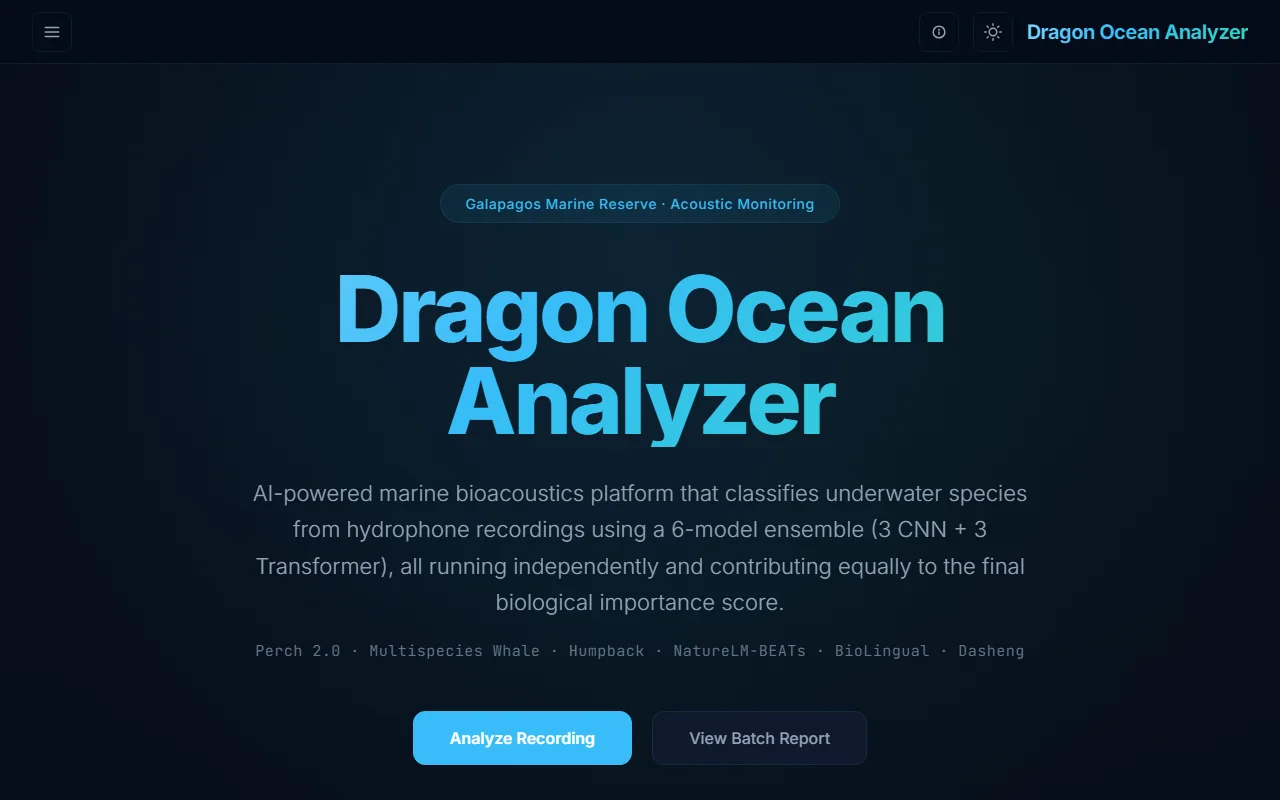 Dragon Ocean Analyzer
Galapagos Marine Reserve · Acoustic Monitoring
Dragon Ocean
Analyzer
AI-powered marine bioacoustics platform that classifies underwater species
from hydrophone recordings using a 6-model ensemble (3 CNN + 3
Transformer), all running independently and contributing equally to the final
biological importance score.
Perch 2.0 · Multispecies Whale · Humpback · NatureLM-BEATs · BioLingual · Dasheng
Analyze Recording
View Batch Report